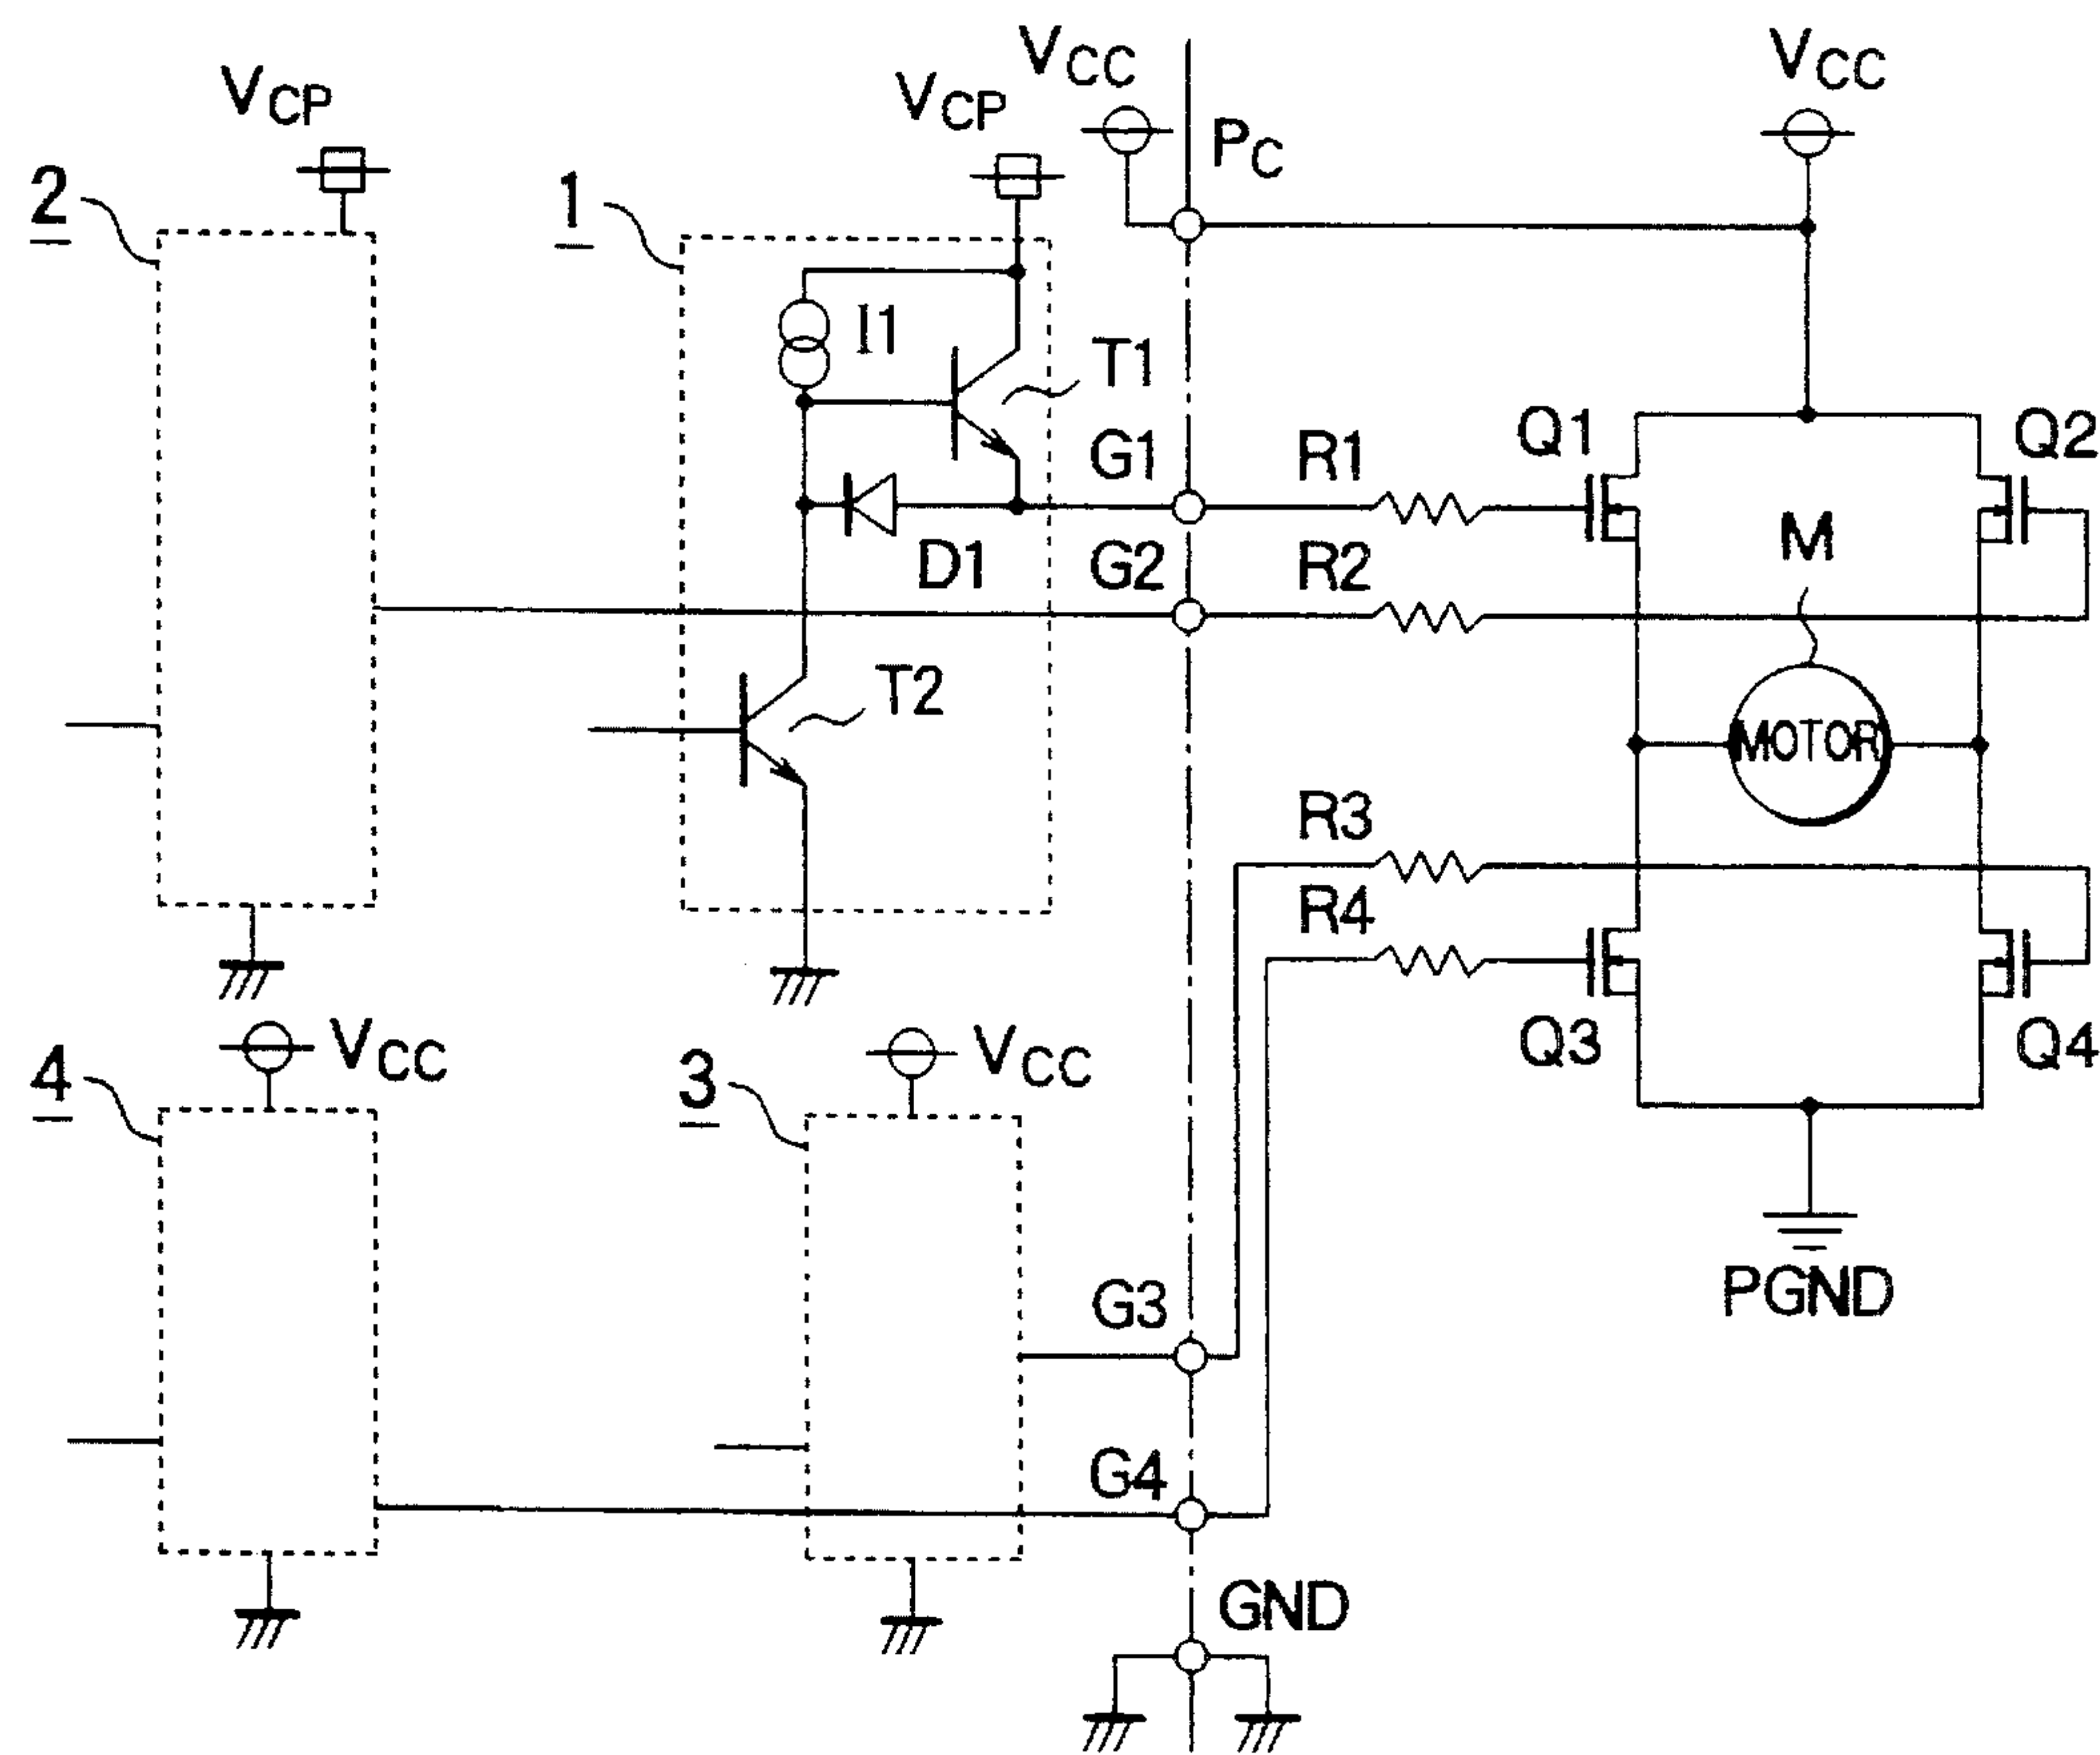 VCC
VCC
VCP
VCP
PC
2
1
I1
T1
G1
R1
Q1
Q2
M
D1
G2
R2
T2
MOTOR
R3
R4
Q3
Q4
VCC
VCC
4
3
G3
PGND
G4
GND